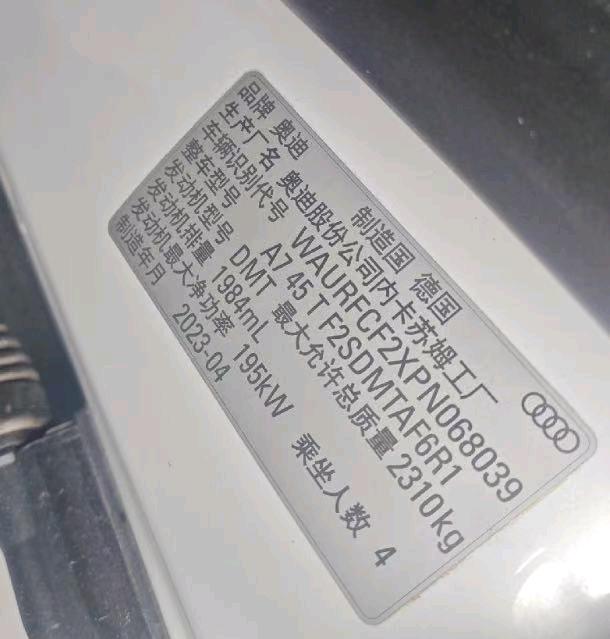 品牌 奥迪 制造国 德国
生产厂名 奥迪股份公司内卡苏姆工厂
车辆识别代号 WAURFCF2XPN068039
整车型号 A7 45 T F2SDMTAF6R1
发动机型号 DMT 最大允许总质量 2310kg
发动机排量 1984mL
发动机最大净功率 195kW 乘坐人数 4
制造年月 2023-04